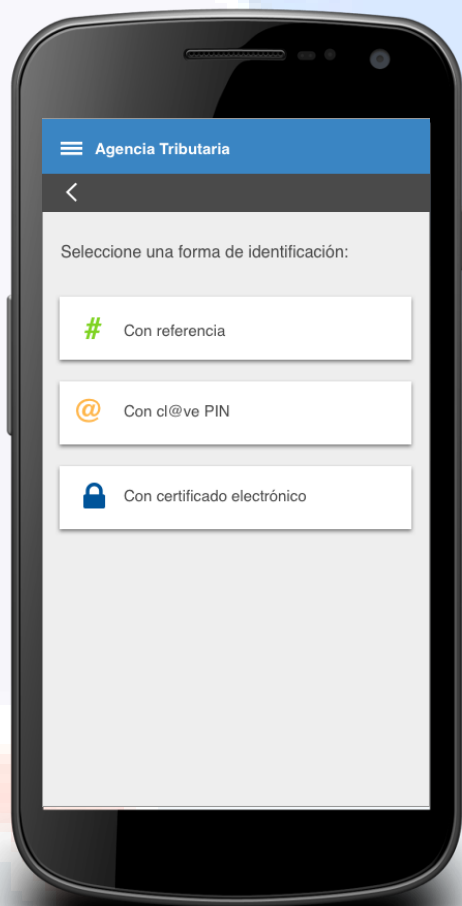 Agencia Tributaria
Seleccione una forma de identificación:
# Con referencia
@ Con cl@ve PIN
Con certificado electrónico